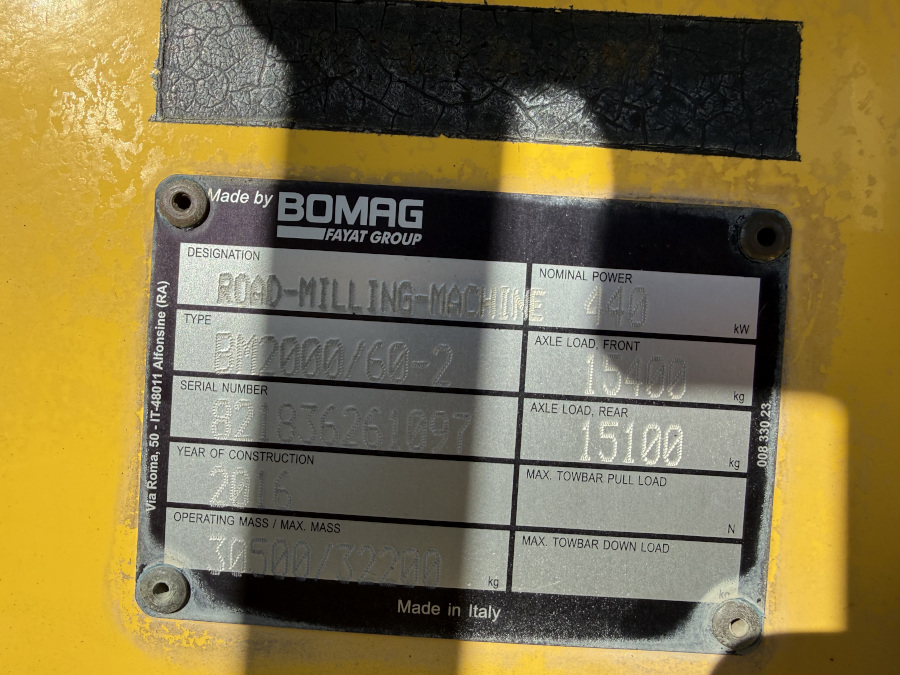 Made by BOMAG
FAYAT GROUP
DESIGNATION
ROAD-MILLING-MACHINE
NOMINAL POWER
440
kW
TYPE
BM2000/60-2
AXLE LOAD, FRONT
15400
kg
SERIAL NUMBER
82 836261097
AXLE LOAD, REAR
15100
kg
YEAR OF CONSTRUCTION
2016
MAX. TOWBAR PULL LOAD
N
OPERATING MASS / MAX. MASS
30500/32200
kg
MAX. TOWBAR DOWN LOAD
kg
Made in Italy
Via Roma, 50 - IT-48011 Alfonsine (RA)
008 330 23